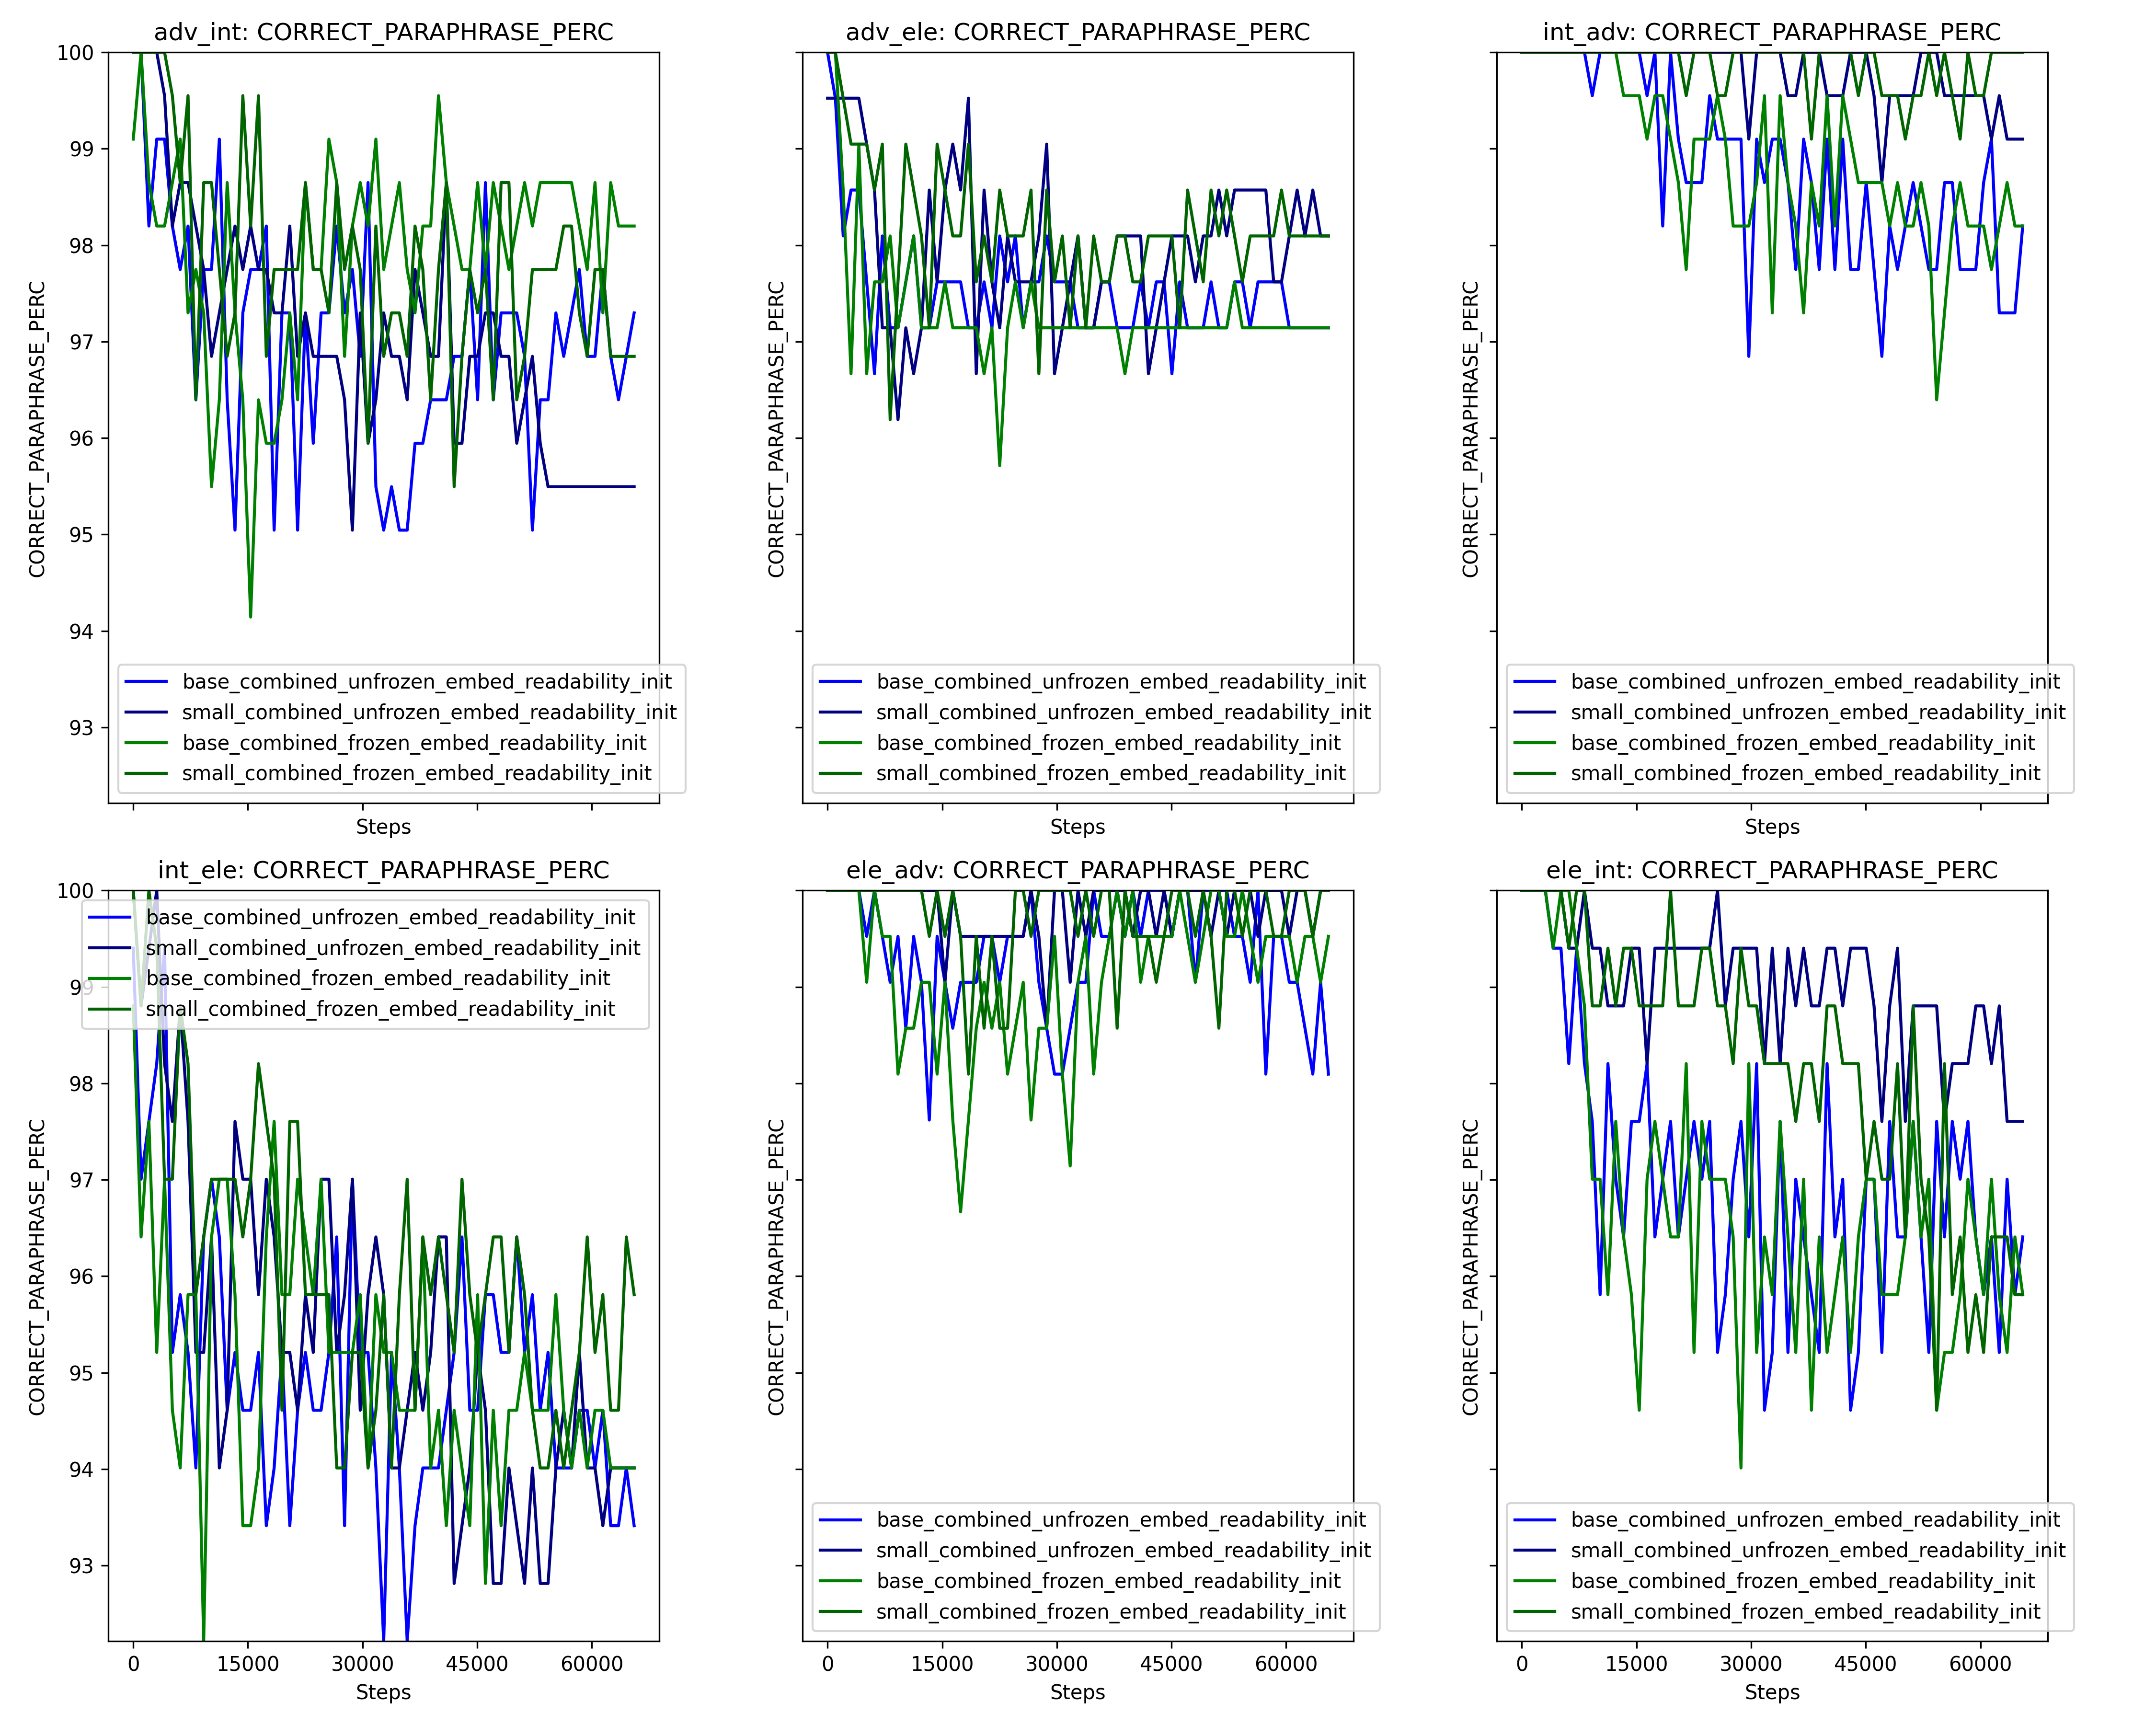 adv_int: CORRECT_PARAPHRASE_PERC
100
99
98
97
96
95
94
93
CORRECT_PARAPHRASE_PERC
base_combined_unfrozen_embed_readability_init
small_combined_unfrozen_embed_readability_init
base_combined_frozen_embed_readability_init
small_combined_frozen_embed_readability_init
Steps
adv_ele: CORRECT_PARAPHRASE_PERC
CORRECT_PARAPHRASE_PERC
base_combined_unfrozen_embed_readability_init
small_combined_unfrozen_embed_readability_init
base_combined_frozen_embed_readability_init
small_combined_frozen_embed_readability_init
Steps
int_adv: CORRECT_PARAPHRASE_PERC
CORRECT_PARAPHRASE_PERC
base_combined_unfrozen_embed_readability_init
small_combined_unfrozen_embed_readability_init
base_combined_frozen_embed_readability_init
small_combined_frozen_embed_readability_init
Steps
int_ele: CORRECT_PARAPHRASE_PERC
100
99
98
97
96
95
94
93
CORRECT_PARAPHRASE_PERC
base_combined_unfrozen_embed_readability_init
small_combined_unfrozen_embed_readability_init
base_combined_frozen_embed_readability_init
small_combined_frozen_embed_readability_init
0 15000 30000 45000 60000
Steps
ele_adv: CORRECT_PARAPHRASE_PERC
CORRECT_PARAPHRASE_PERC
base_combined_unfrozen_embed_readability_init
small_combined_unfrozen_embed_readability_init
base_combined_frozen_embed_readability_init
small_combined_frozen_embed_readability_init
0 15000 30000 45000 60000
Steps
ele_int: CORRECT_PARAPHRASE_PERC
CORRECT_PARAPHRASE_PERC
base_combined_unfrozen_embed_readability_init
small_combined_unfrozen_embed_readability_init
base_combined_frozen_embed_readability_init
small_combined_frozen_embed_readability_init
0 15000 30000 45000 60000
Steps